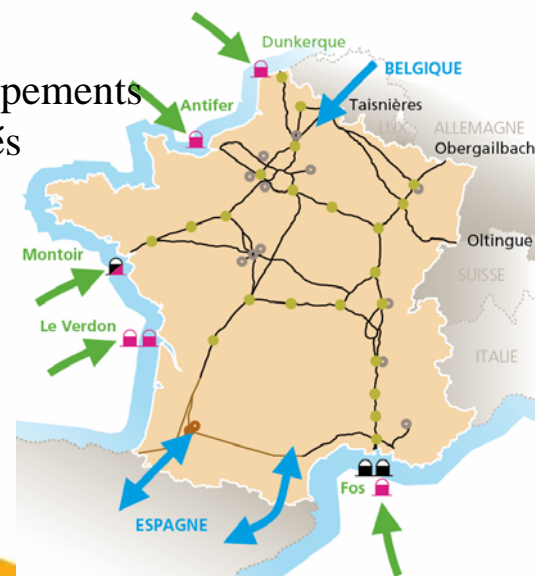 Dunkerque
BELGIQUE
pements
Antifer
Taisnières
és
LUX.
ALLEMAGNE
Obergailbach
Montoir
Oltingue
SUISSE
Le Verdon
ITALIE
Fos
ESPAGNE